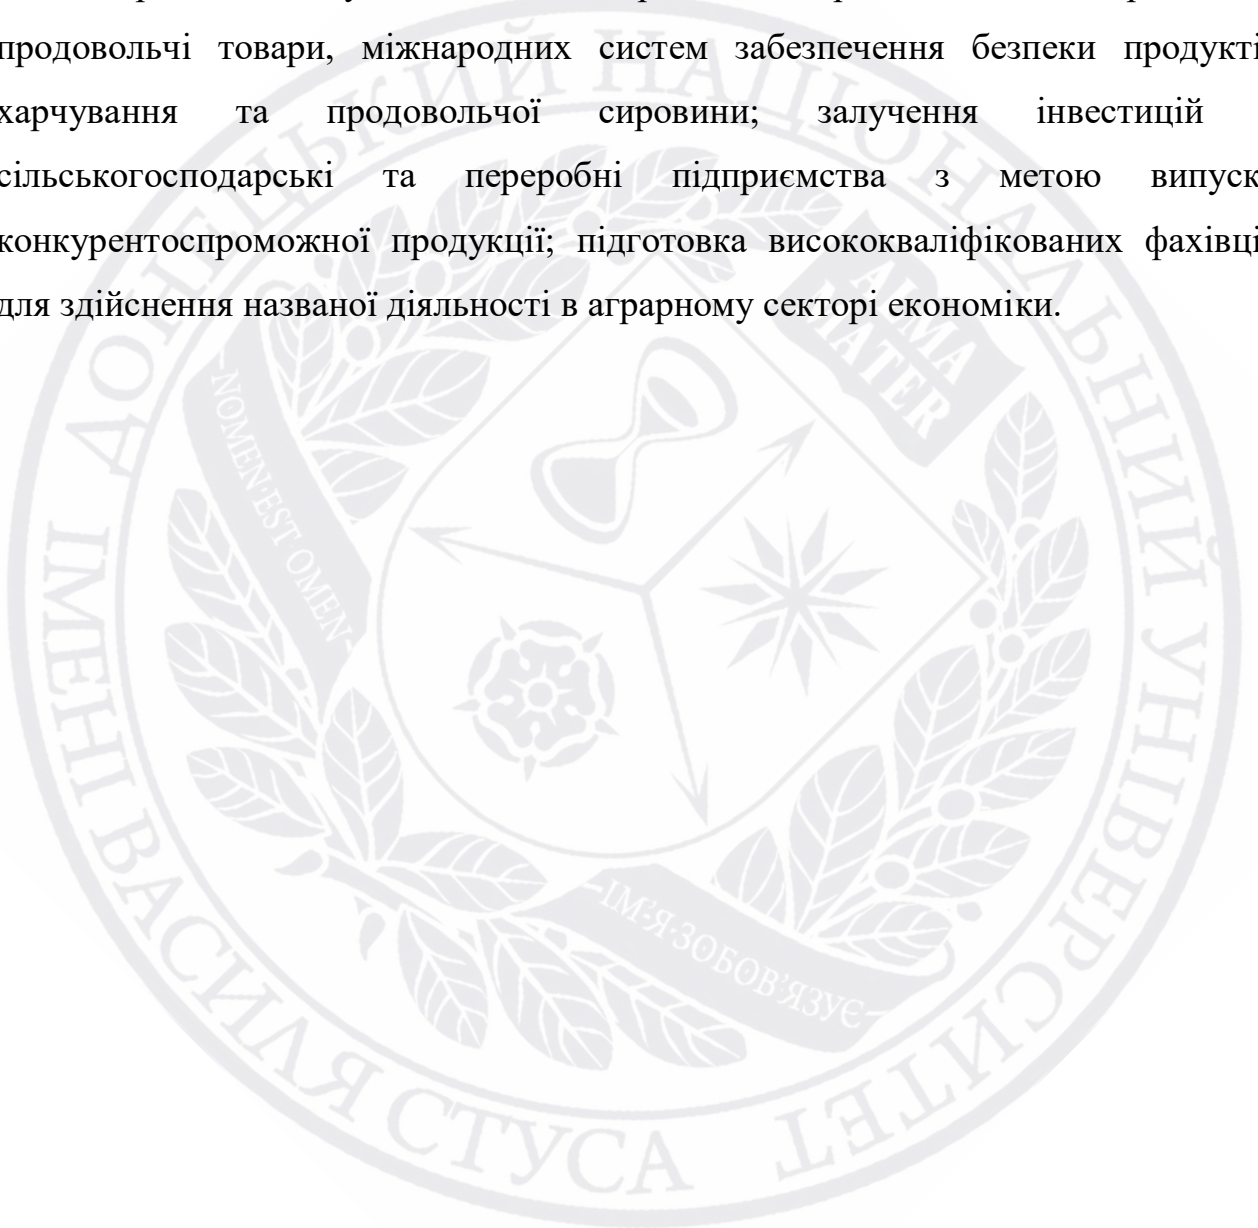 продовольчі товари, міжнародних систем забезпечення безпеки продукті
харчування та продовольчої сировини; залучення інвестицій
сільськогосподарські та переробні підприємства з метою випуск
конкурентоспроможної продукції; підготовка висококваліфікованих фахівці
для здійснення названої діяльності в аграрному секторі економіки.
ДОНЕЦЬКИЙ НАЦІОНАЛЬНИЙ УНІВЕРСИТЕТ
ІМЕНІ ВАСИЛЯ СТУСА
ALMA
MATER
NOMEN·EST·OMEN
ІМ'Я·ЗОБОВ'ЯЗУЄ